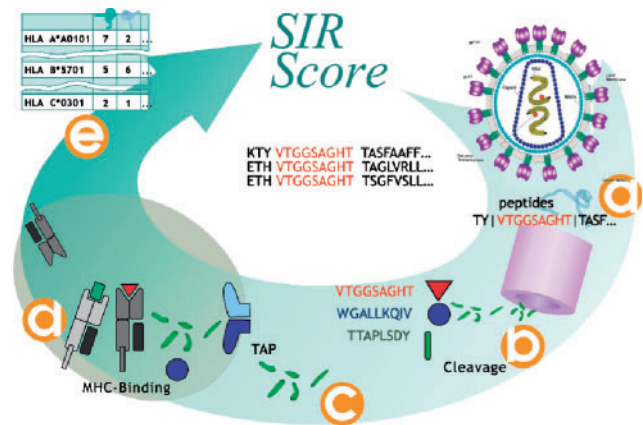 SIR
Score
HLA A*A0101 7 2 ...
HLA B*5701 5 6 ...
HLA C*0301 2 1 ...
e
KTY VTGGSAGHT TASFAAFF...
ETH VTGGSAGHT TAGLVRLL...
ETH VTGGSAGHT TSGFVSLL...
a
peptides
TY|VTGGSAGHT|TASF...
VTGGSAGHT
WGALLKQIV
TTAPLSDY
Cleavage
b
d
TAP
MHC-Binding
c